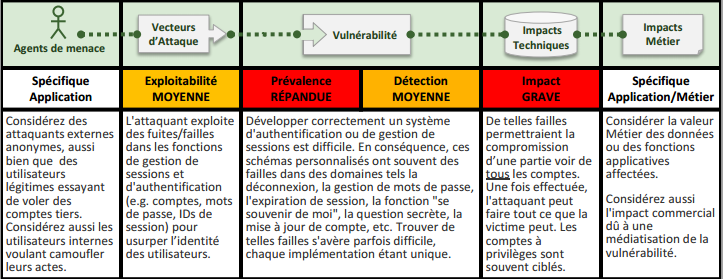 Agents de menace
Vecteurs
d'Attaque
Vulnérabilité
Impacts
Techniques
Impacts
Métier
Spécifique
Application
Exploitabilité
MOYENNE
Prévalence
RÉPANDUE
Détection
MOYENNE
Impact
GRAVE
Spécifique
Application/Métier
Considérez des
attaquants externes
anonymes, aussi
bien que des
utilisateurs
légitimes essayant
de voler des
comptes tiers.
Considérez aussi les
utilisateurs internes
voulant camoufler
leurs actes.
L'attaquant exploite
des fuites/failles
dans les fonctions
de gestion de
sessions et
d'authentification
(e.g. comptes, mots
de passe, IDs de
session) pour
usurper l'identité
des utilisateurs.
Développer correctement un système
d'authentification ou de gestion de
sessions est difficile. En conséquence, ces
schémas personnalisés ont souvent des
failles dans des domaines tels la
déconnexion, la gestion de mots de passe,
l'expiration de session, la fonction "se
souvenir de moi", la question secrète, la
mise à jour de compte, etc. Trouver de
telles failles s'avère parfois difficile,
chaque implémentation étant unique.
De telles failles
permettraient la
compromission
d'une partie voir de
tous les comptes.
Une fois effectuée,
l'attaquant peut
faire tout ce que la
victime peut. Les
comptes à
privilèges sont
souvent ciblés.
Considérer la valeur
Métier des données
ou des fonctions
applicatives
affectées.
Considérez aussi
l'impact commercial
dû à une
médiatisation de la
vulnérabilité.